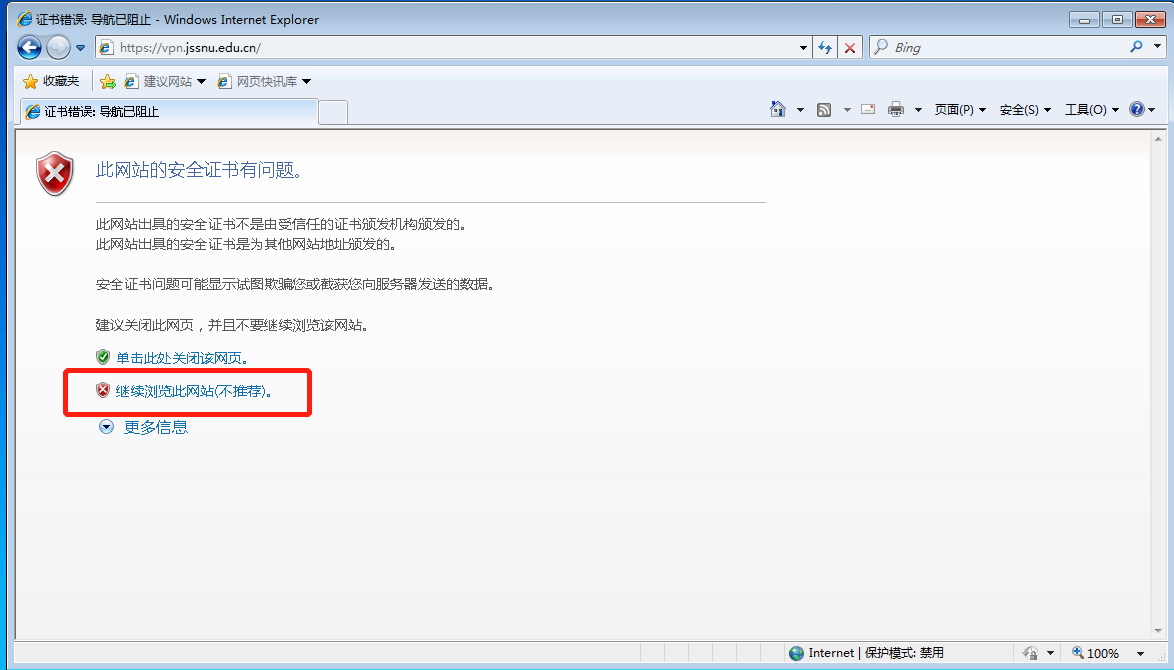 证书错误: 导航已阻止 - Windows Internet Explorer
https://vpn.jssnu.edu.cn/
Bing
收藏夹
建议网站
网页快讯库
证书错误: 导航已阻止
页面(P)
安全(S)
工具(O)
此网站的安全证书有问题。
此网站出具的安全证书不是由受信任的证书颁发机构颁发的。
此网站出具的安全证书是为其他网站地址颁发的。
安全证书问题可能显示试图欺骗您或截获您向服务器发送的数据。
建议关闭此网页，并且不要继续浏览该网站。
单击此处关闭该网页。
继续浏览此网站(不推荐)。
更多信息
Internet | 保护模式: 禁用
100%